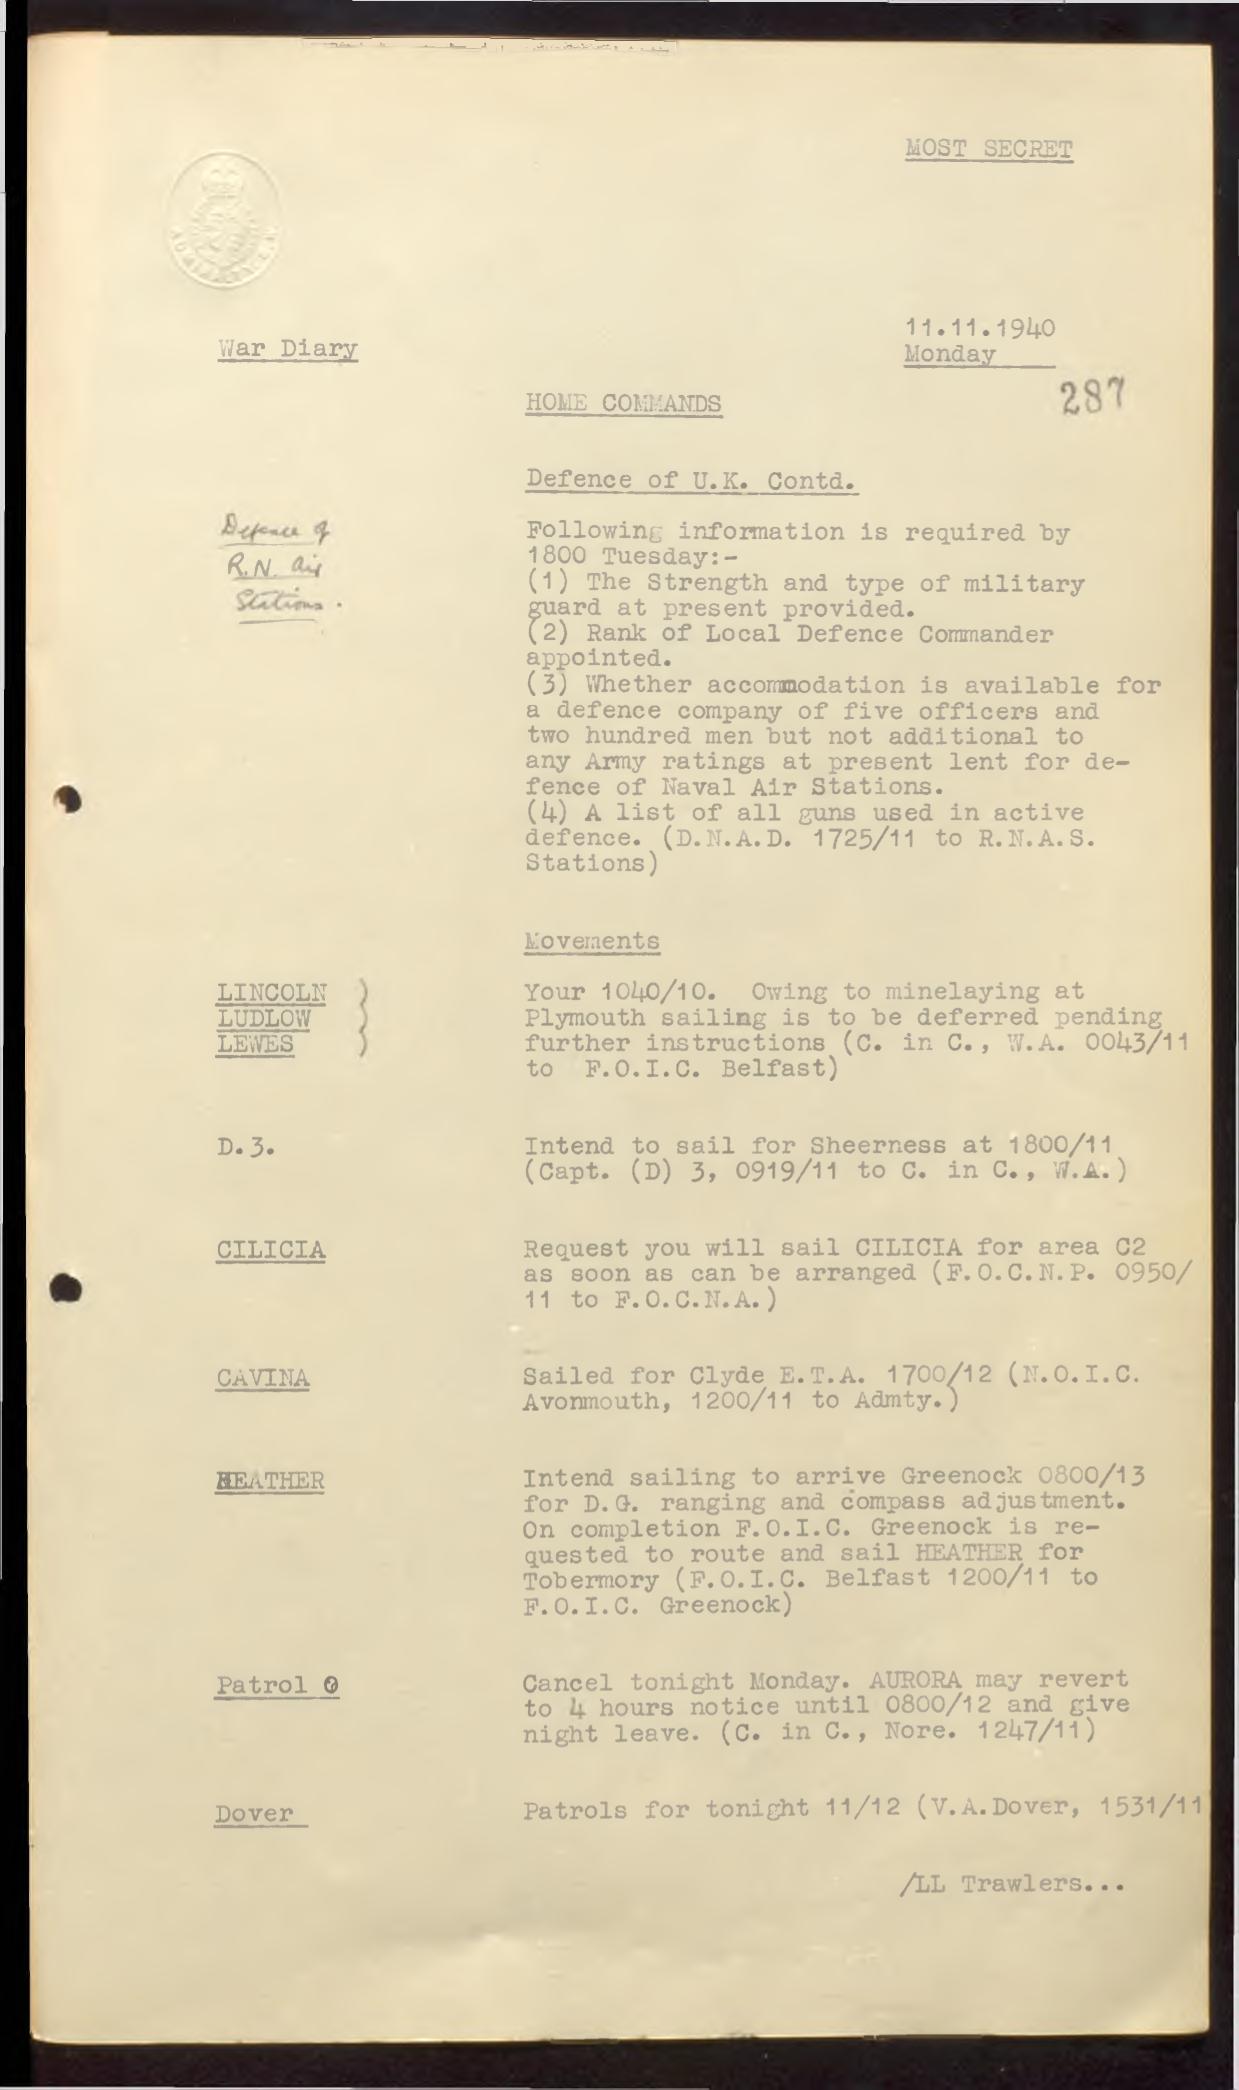 MOST SECRET
11.11.1940
War Diary
Monday
287
HOME COMMANDS
Defence of U.K. Contd.
Defence of
R.N. Air
Stations.
Following information is required by
1800 Tuesday:-
(1) The Strength and type of military
guard at present provided.
(2) Rank of Local Defence Commander
appointed.
(3) Whether accommodation is available for
a defence company of five officers and
two hundred men but not additional to
any Army ratings at present lent for de-
fence of Naval Air Stations.
(4) A list of all guns used in active
defence. (D.N.A.D. 1725/11 to R.N.A.S.
Stations)
Movements
LINCOLN
LUDLOW
LEWES
Your 1040/10. Owing to minelaying at
Plymouth sailing is to be deferred pending
further instructions (C. in C., W.A. 0043/11
to F.O.I.C. Belfast)
D.3.
Intend to sail for Sheerness at 1800/11
(Capt. (D) 3, 0919/11 to C. in C., W.A.)
CILICIA
Request you will sail CILICIA for area C2
as soon as can be arranged (F.O.C.N.P. 0950/
11 to F.O.C.N.A.)
CAVINA
Sailed for Clyde E.T.A. 1700/12 (N.O.I.C.
Avonmouth, 1200/11 to Admty.)
HEATHER
Intend sailing to arrive Greenock 0800/13
for D.G. ranging and compass adjustment.
On completion F.O.I.C. Greenock is re-
quested to route and sail HEATHER for
Tobermory (F.O.I.C. Belfast 1200/11 to
F.O.I.C. Greenock)
Patrol
Cancel tonight Monday. AURORA may revert
to 4 hours notice until 0800/12 and give
night leave. (C. in C., Nore. 1247/11)
Dover
Patrols for tonight 11/12 (V.A.Dover, 1531/11
/LL Trawlers...